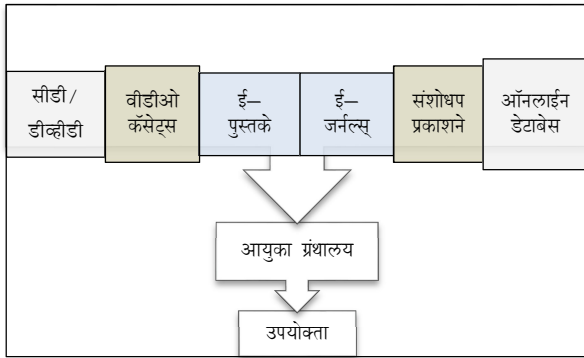 सीडी/
डीव्हीडी
वीडीओ
कॅसेट्स
ई–
पुस्तके
ई–
जर्नल्स्
संशोधप
प्रकाशने
ऑनलाईन
डेटाबेस
आयुका ग्रंथालय
उपयोक्ता